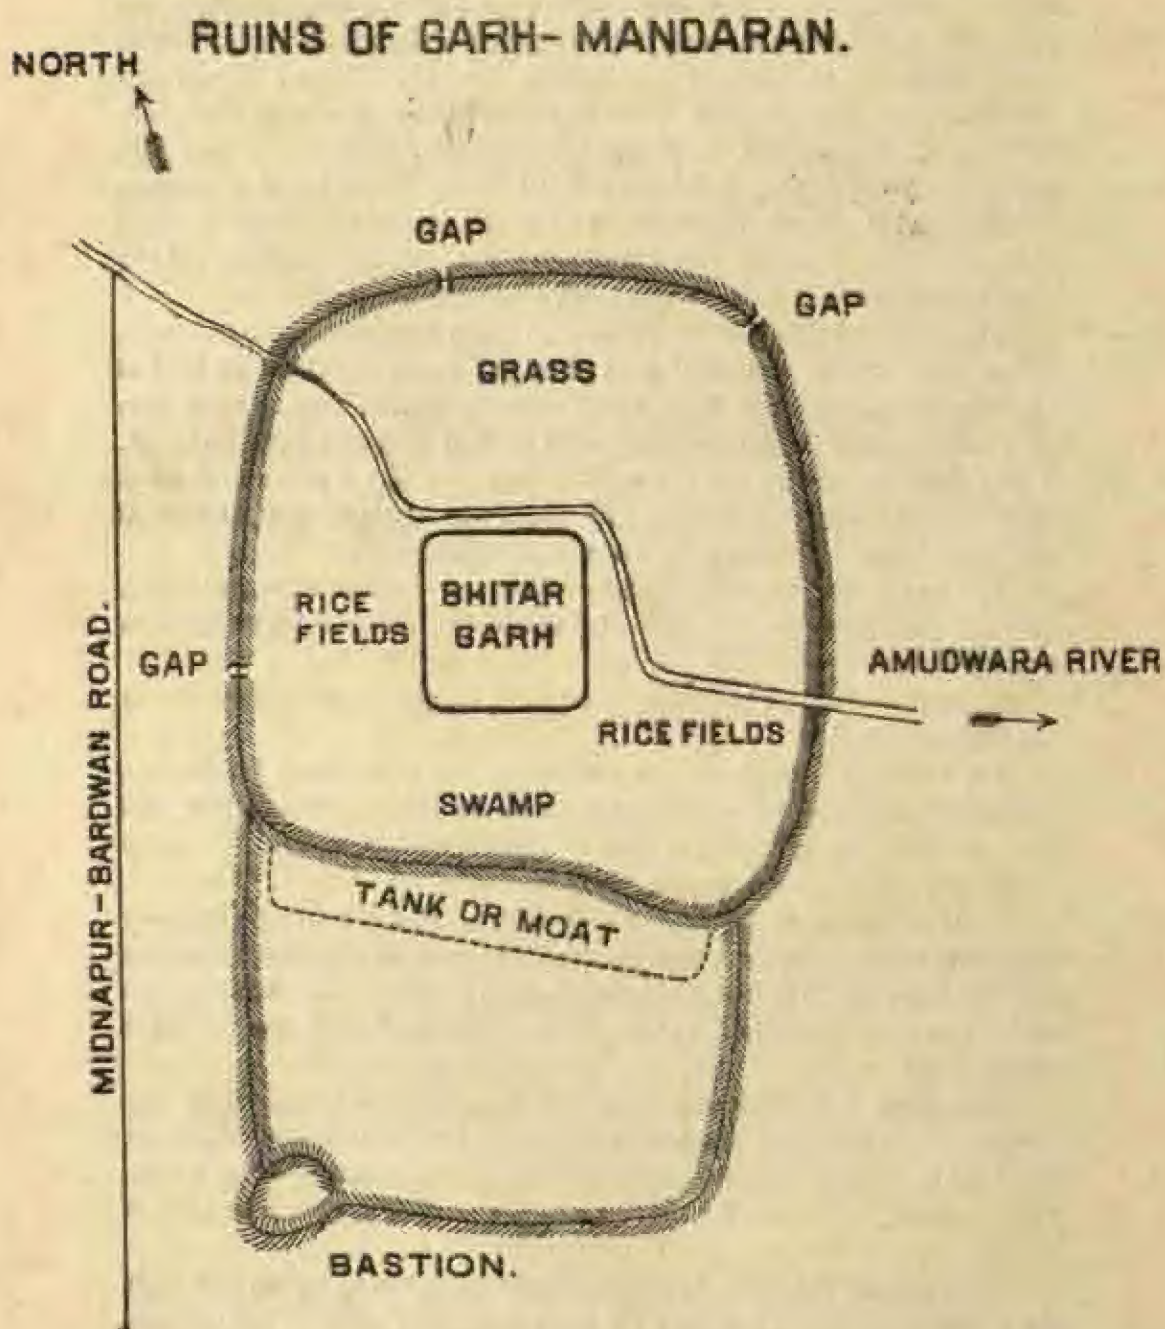 RUINS OF GARH-MANDARAN.
NORTH
GAP
GAP
GRASS
RICE
FIELDS
BHITAR
GARH
GAP
AMUDWARA RIVER
RICE FIELDS
SWAMP
TANK OR MOAT
MIDNAPUR-BARDWAN ROAD.
BASTION.